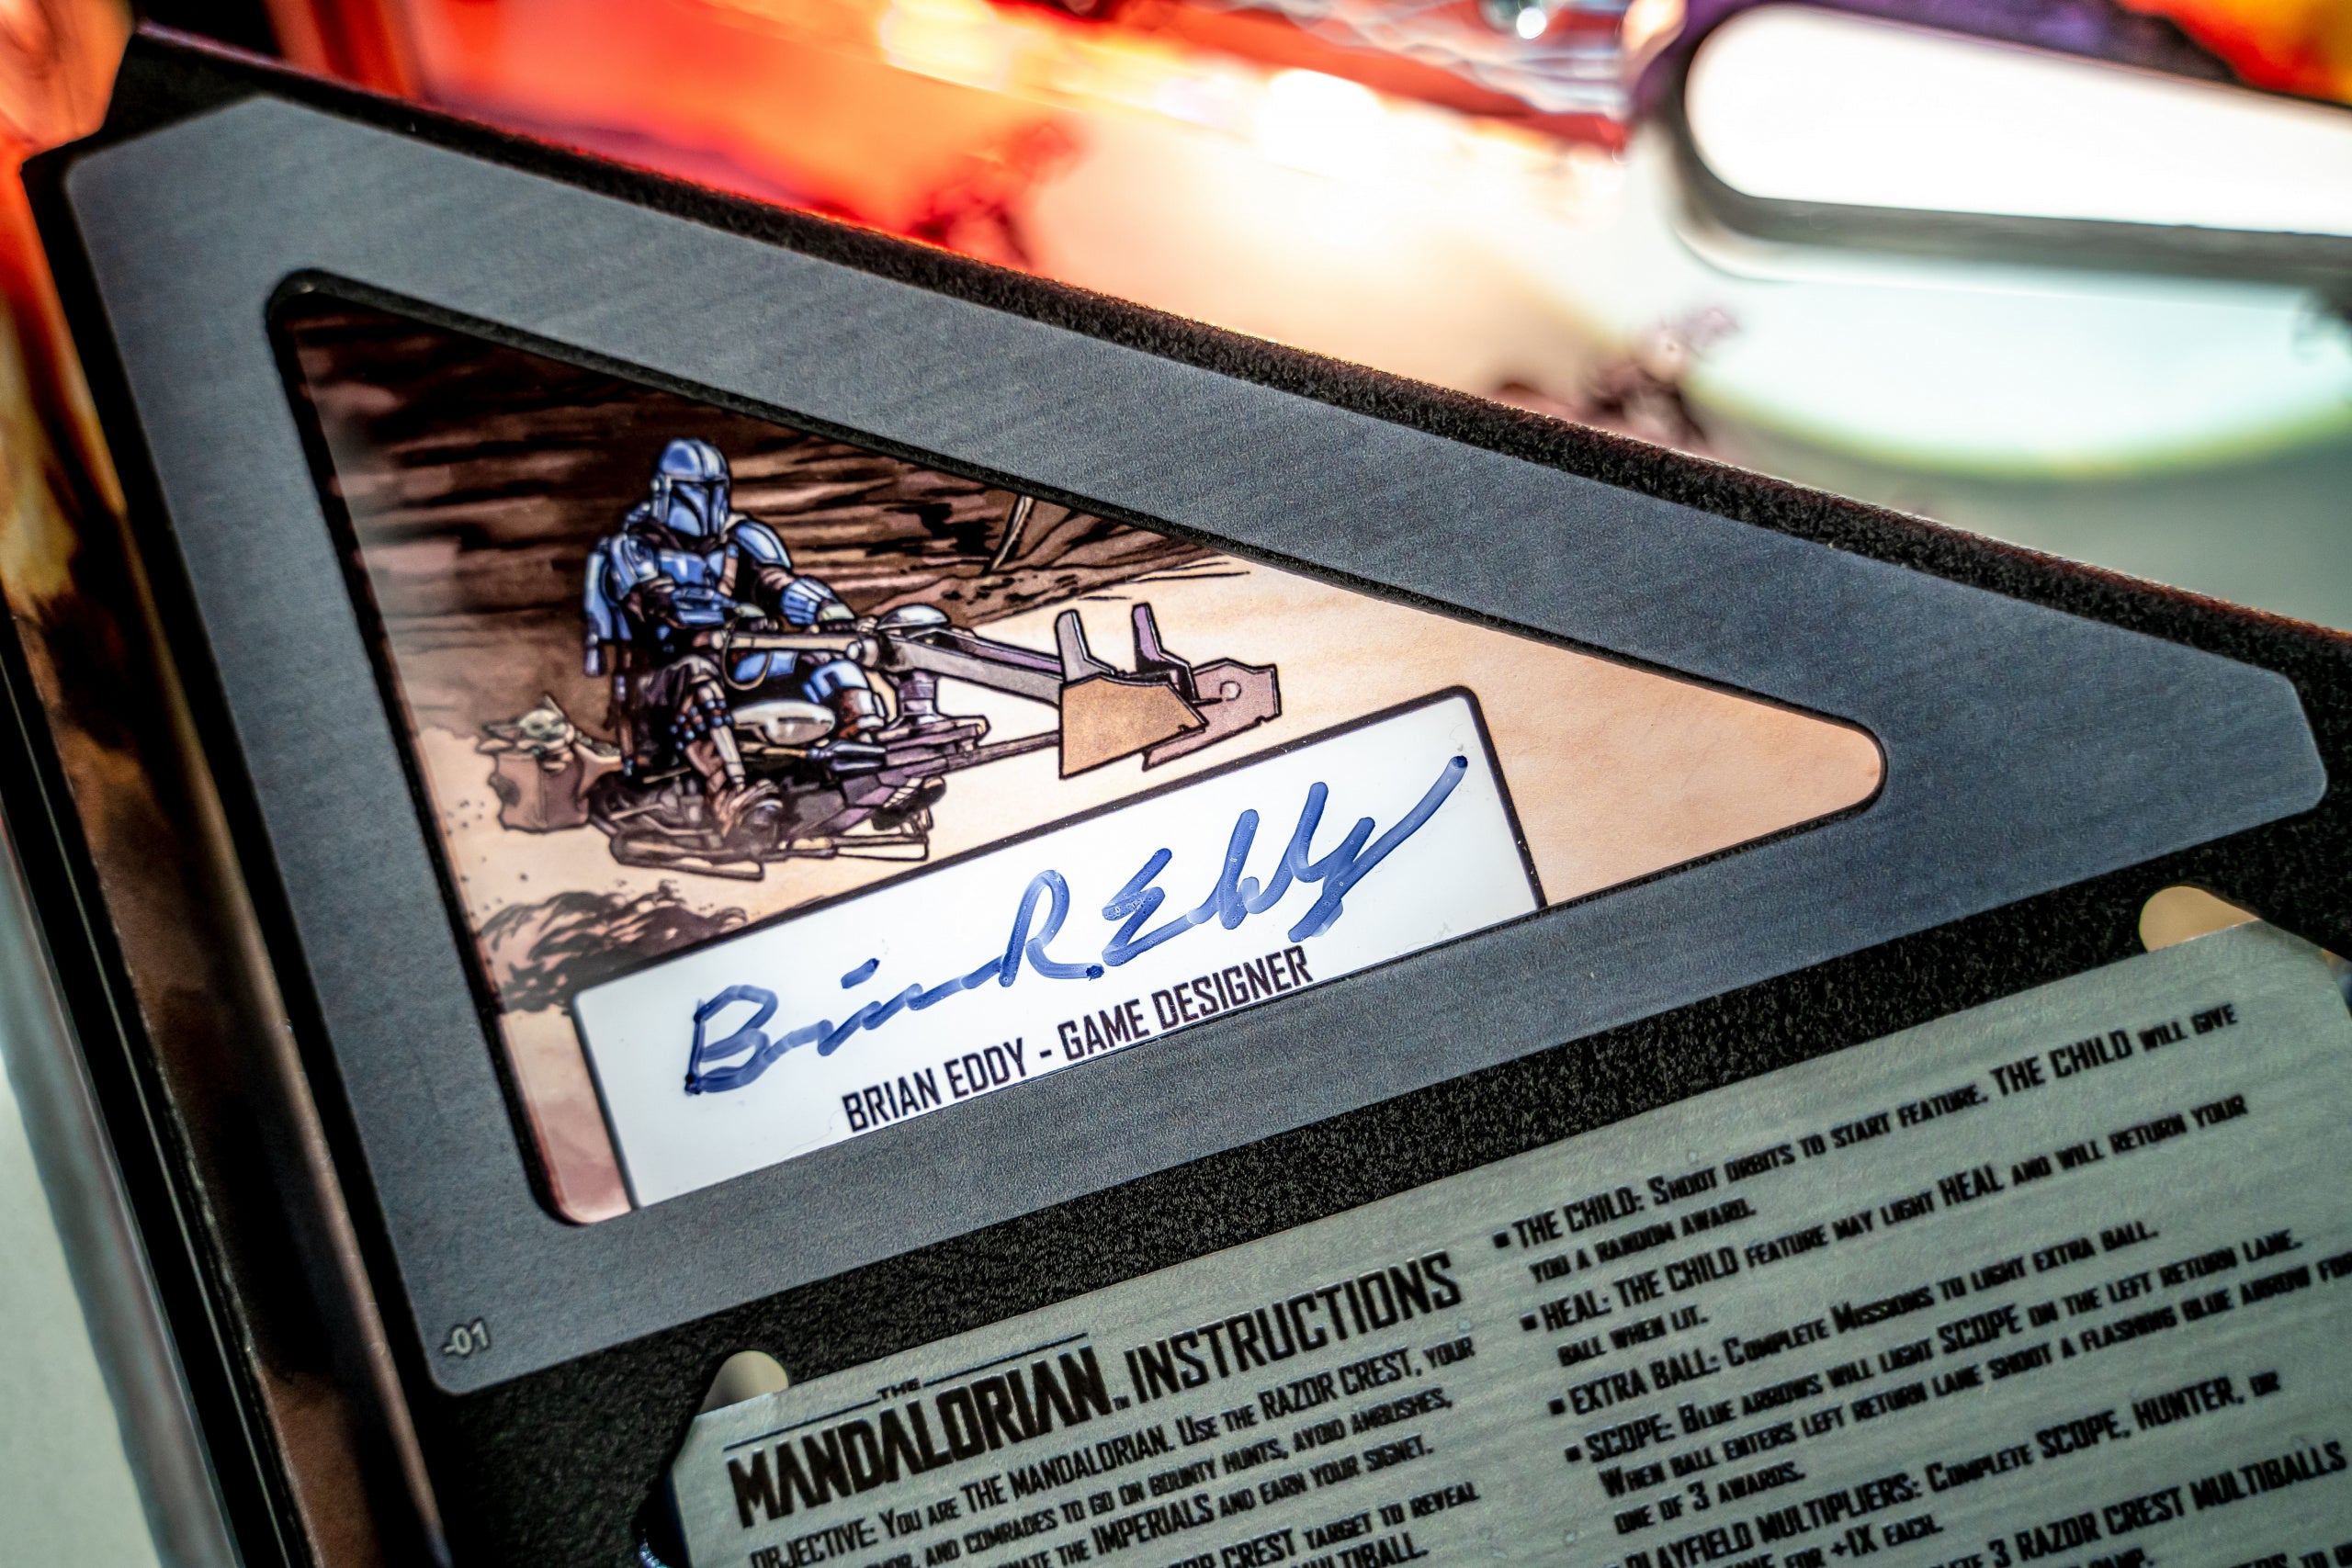 Brian R Eddy
BRIAN EDDY - GAME DESIGNER
-01
THE
MANDALORIAN™ INSTRUCTIONS
OBJECTIVE: YOU ARE THE MANDALORIAN. USE THE RAZOR CREST, YOUR
AND COMRADES TO GO ON BOUNTY HUNTS, AVOID AMBUSHES,
THE IMPERIALS AND EARN YOUR SIGNET.
CREST TARGET TO REVEAL
MULTIBALL.
▪ THE CHILD: SHOOT ORBITS TO START FEATURE. THE CHILD WILL GIVE
YOU A RANDOM AWARD.
▪ HEAL: THE CHILD FEATURE MAY LIGHT HEAL AND WILL RETURN YOUR
BALL WHEN LIT.
▪ EXTRA BALL: COMPLETE MISSIONS TO LIGHT EXTRA BALL.
▪ SCOPE: BLUE ARROWS WILL LIGHT SCOPE ON THE LEFT RETURN LANE.
WHEN BALL ENTERS LEFT RETURN LANE SHOOT A FLASHING BLUE ARROW FOR
ONE OF 3 AWARDS.
PLAYFIELD MULTIPLIERS: COMPLETE SCOPE, HUNTER, OR
FOR +1X EACH.
3 RAZOR CREST MULTIBALLS